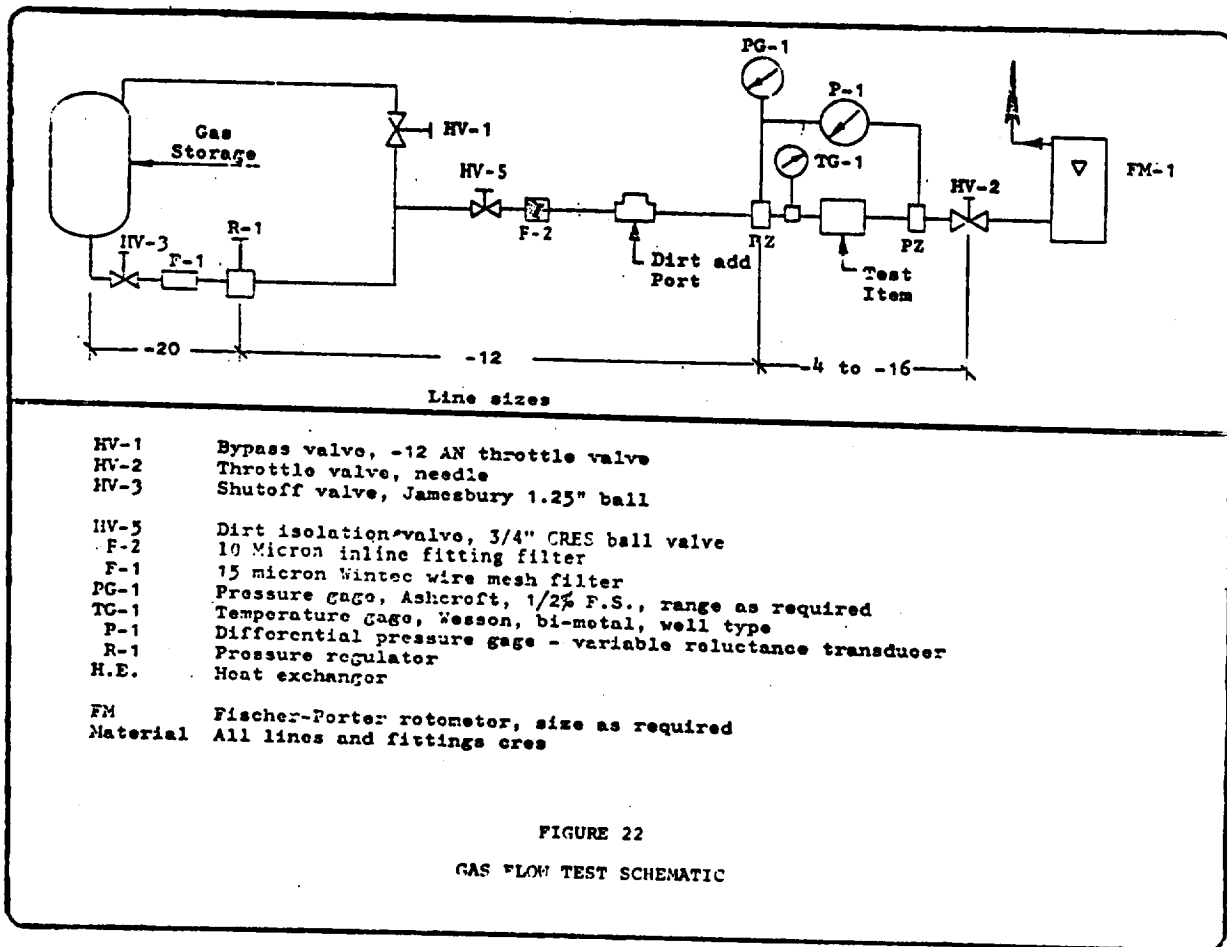 PG-1
P-1
Gas
Storage
HV-1
HV-5
TG-1
HV-2
FM-1
HV-3
F-1
R-1
F-2
Dirt add
Port
PZ
Test
Item
PZ
-20
-12
-4 to -16
Line sizes
HV-1 Bypass valve, -12 AN throttle valve
HV-2 Throttle valve, needle
HV-3 Shutoff valve, Jamesbury 1.25" ball
HV-5 Dirt isolation valve, 3/4" CRES ball valve
F-2 10 Micron inline fitting filter
F-1 15 micron Wintec wire mesh filter
PG-1 Pressure gage, Ashcroft, 1/2% F.S., range as required
TG-1 Temperature gage, Wesson, bi-metal, well type
P-1 Differential pressure gage - variable reluctance transducer
R-1 Pressure regulator
H.E. Heat exchanger
FM Fischer-Porter rotometer, size as required
Material All lines and fittings cres
FIGURE 22
GAS FLOW TEST SCHEMATIC